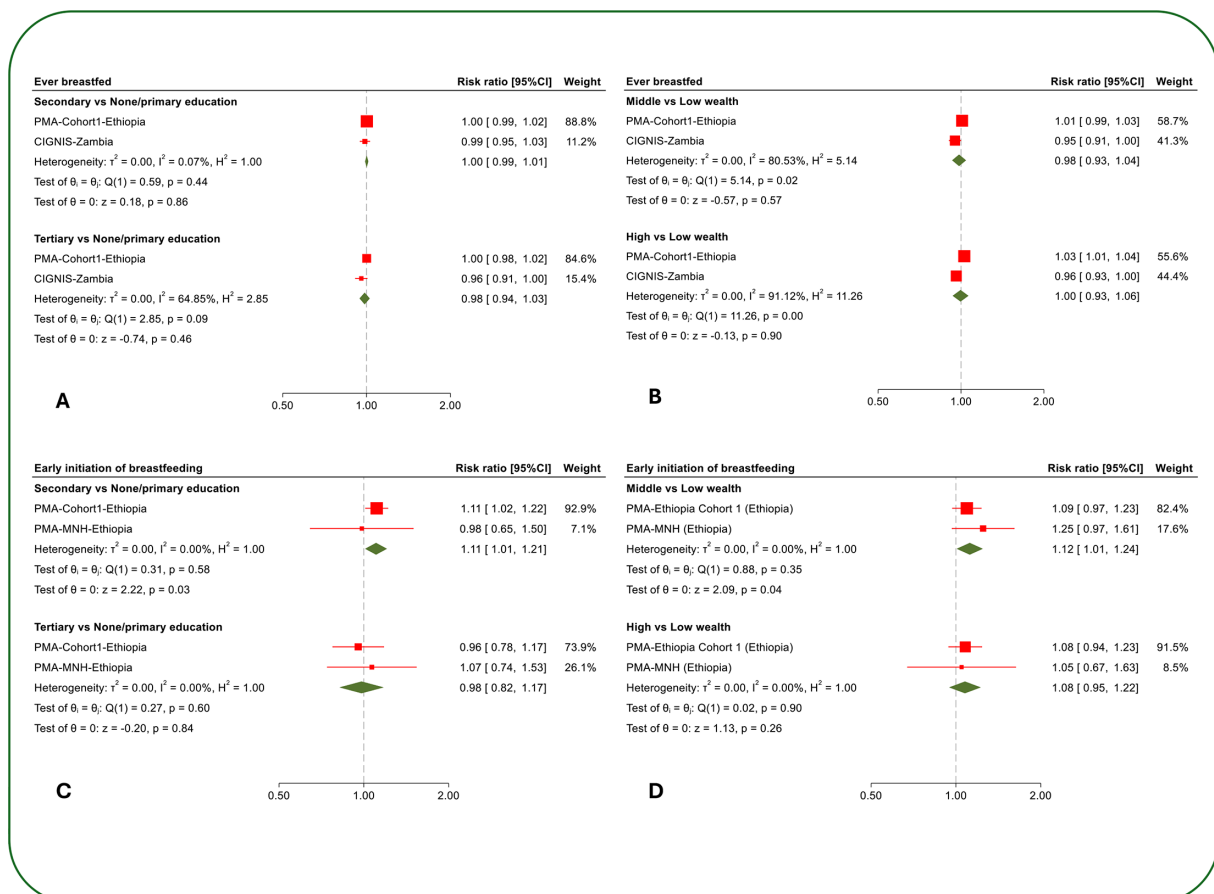 Ever breastfed Risk ratio [95%CI] Weight
Secondary vs None/primary education
PMA-Cohort1-Ethiopia 1.00 [ 0.99, 1.02] 88.8%
CIGNIS-Zambia 0.99 [ 0.95, 1.03] 11.2%
Heterogeneity: τ² = 0.00, I² = 0.07%, H² = 1.00 1.00 [ 0.99, 1.01]
Test of θᵢ = θⱼ: Q(1) = 0.59, p = 0.44
Test of θ = 0: z = 0.18, p = 0.86
Tertiary vs None/primary education
PMA-Cohort1-Ethiopia 1.00 [ 0.98, 1.02] 84.6%
CIGNIS-Zambia 0.96 [ 0.91, 1.00] 15.4%
Heterogeneity: τ² = 0.00, I² = 64.85%, H² = 2.85 0.98 [ 0.94, 1.03]
Test of θᵢ = θⱼ: Q(1) = 2.85, p = 0.09
Test of θ = 0: z = -0.74, p = 0.46
A
0.50 1.00 2.00
Ever breastfed Risk ratio [95%CI] Weight
Middle vs Low wealth
PMA-Cohort1-Ethiopia 1.01 [ 0.99, 1.03] 58.7%
CIGNIS-Zambia 0.95 [ 0.91, 1.00] 41.3%
Heterogeneity: τ² = 0.00, I² = 80.53%, H² = 5.14 0.98 [ 0.93, 1.04]
Test of θᵢ = θⱼ: Q(1) = 5.14, p = 0.02
Test of θ = 0: z = -0.57, p = 0.57
High vs Low wealth
PMA-Cohort1-Ethiopia 1.03 [ 1.01, 1.04] 55.6%
CIGNIS-Zambia 0.96 [ 0.93, 1.00] 44.4%
Heterogeneity: τ² = 0.00, I² = 91.12%, H² = 11.26 1.00 [ 0.93, 1.06]
Test of θᵢ = θⱼ: Q(1) = 11.26, p = 0.00
Test of θ = 0: z = -0.13, p = 0.90
B
0.50 1.00 2.00
Early initiation of breastfeeding Risk ratio [95%CI] Weight
Secondary vs None/primary education
PMA-Cohort1-Ethiopia 1.11 [ 1.02, 1.22] 92.9%
PMA-MNH-Ethiopia 0.98 [ 0.65, 1.50] 7.1%
Heterogeneity: τ² = 0.00, I² = 0.00%, H² = 1.00 1.11 [ 1.01, 1.21]
Test of θᵢ = θⱼ: Q(1) = 0.31, p = 0.58
Test of θ = 0: z = 2.22, p = 0.03
Tertiary vs None/primary education
PMA-Cohort1-Ethiopia 0.96 [ 0.78, 1.17] 73.9%
PMA-MNH-Ethiopia 1.07 [ 0.74, 1.53] 26.1%
Heterogeneity: τ² = 0.00, I² = 0.00%, H² = 1.00 0.98 [ 0.82, 1.17]
Test of θᵢ = θⱼ: Q(1) = 0.27, p = 0.60
Test of θ = 0: z = -0.20, p = 0.84
C
0.50 1.00 2.00
Early initiation of breastfeeding Risk ratio [95%CI] Weight
Middle vs Low wealth
PMA-Ethiopia Cohort 1 (Ethiopia) 1.09 [ 0.97, 1.23] 82.4%
PMA-MNH (Ethiopia) 1.25 [ 0.97, 1.61] 17.6%
Heterogeneity: τ² = 0.00, I² = 0.00%, H² = 1.00 1.12 [ 1.01, 1.24]
Test of θᵢ = θⱼ: Q(1) = 0.88, p = 0.35
Test of θ = 0: z = 2.09, p = 0.04
High vs Low wealth
PMA-Ethiopia Cohort 1 (Ethiopia) 1.08 [ 0.94, 1.23] 91.5%
PMA-MNH (Ethiopia) 1.05 [ 0.67, 1.63] 8.5%
Heterogeneity: τ² = 0.00, I² = 0.00%, H² = 1.00 1.08 [ 0.95, 1.22]
Test of θᵢ = θⱼ: Q(1) = 0.02, p = 0.90
Test of θ = 0: z = 1.13, p = 0.26
D
0.50 1.00 2.00